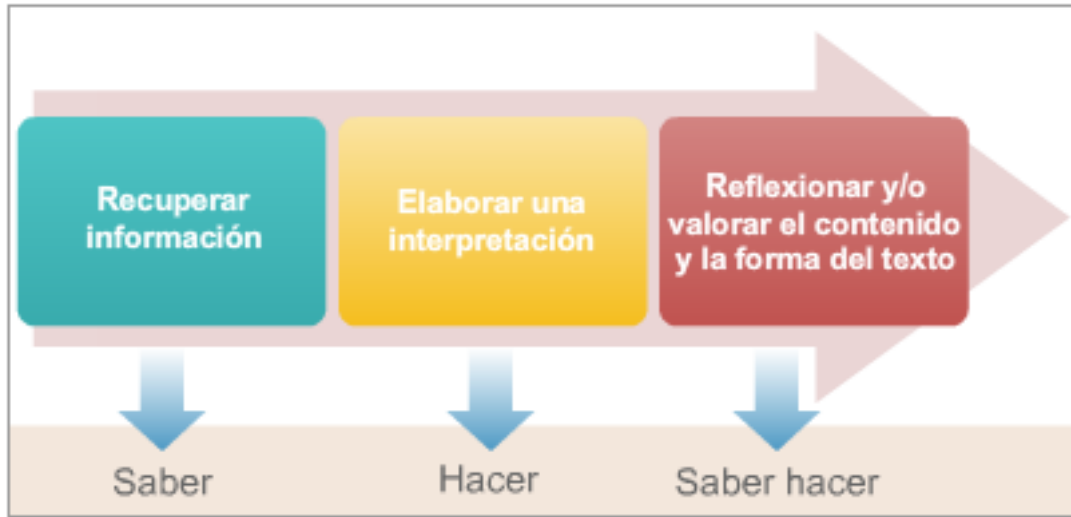 Recuperar
información
Elaborar una
interpretación
Reflexionar y/o
valorar el contenido
y la forma del texto
Saber
Hacer
Saber hacer